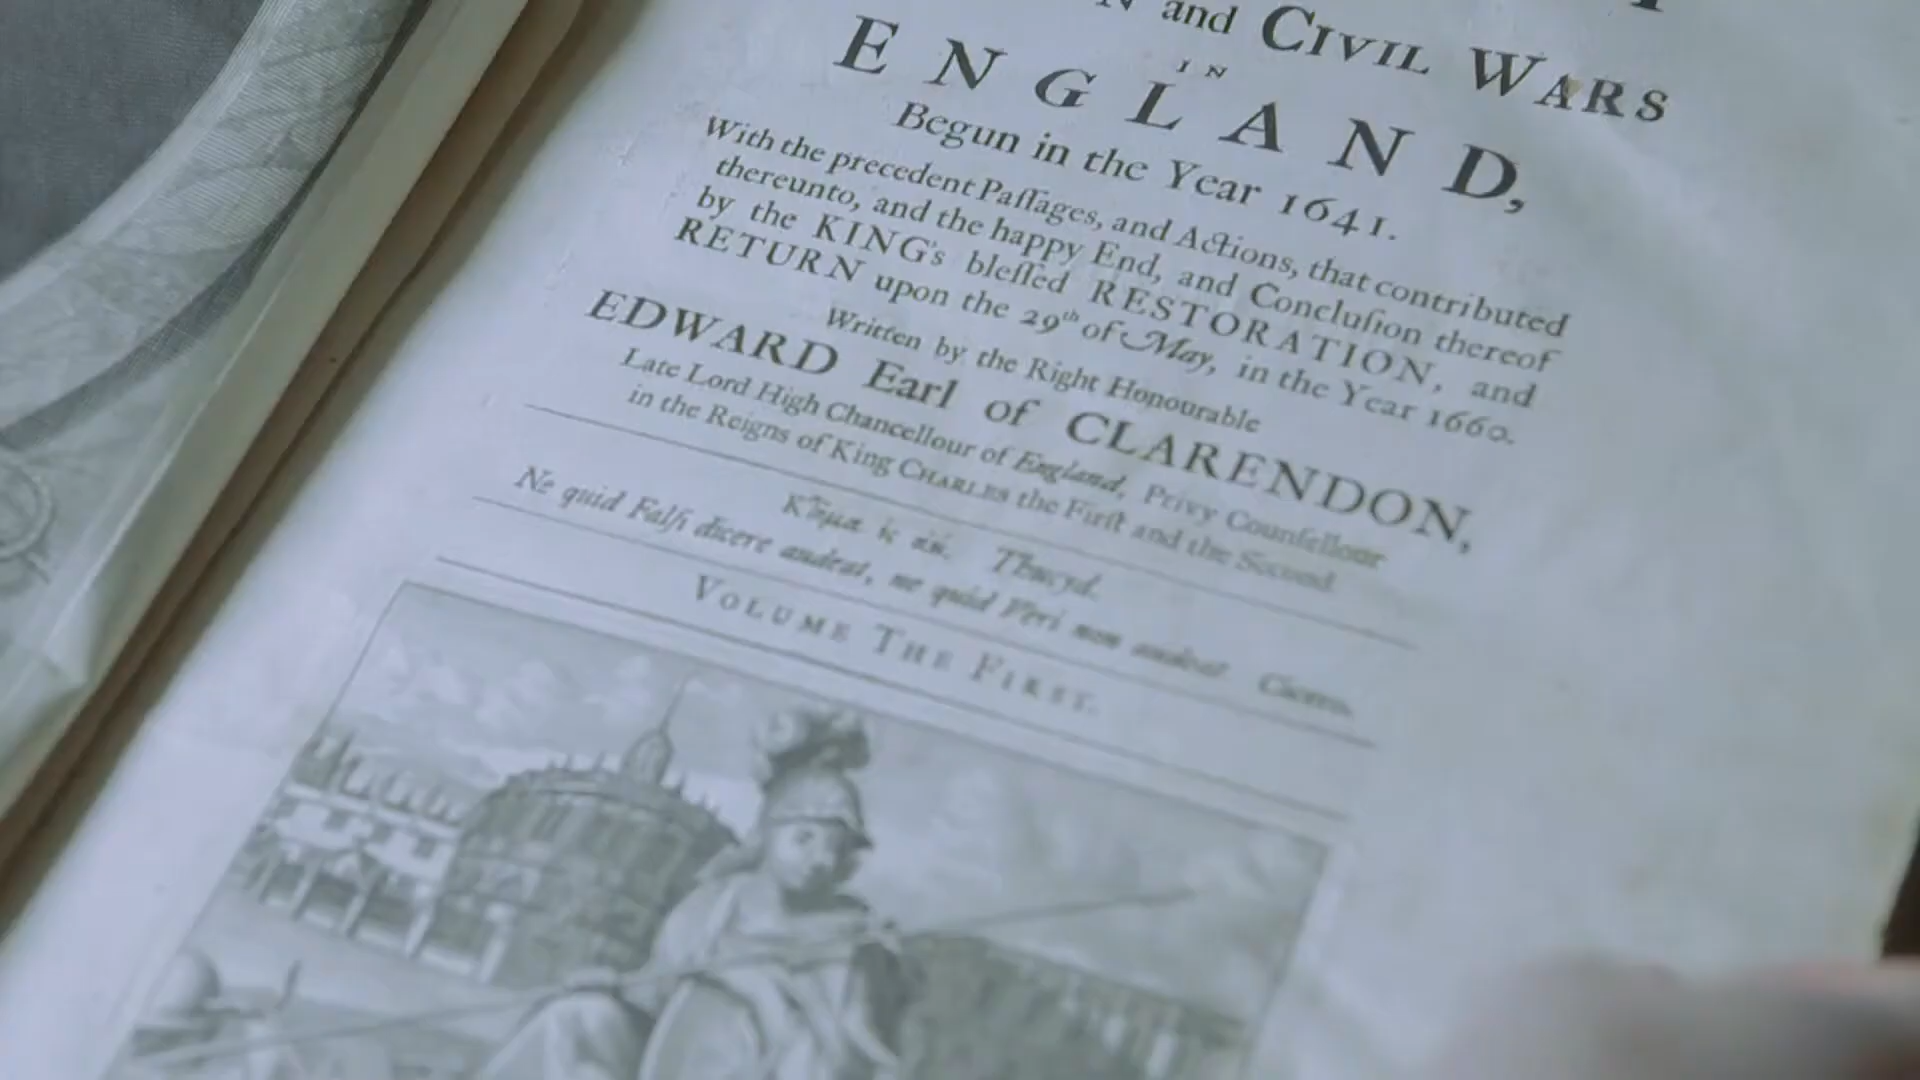 and CIVIL WARS
IN
ENGLAND,
Begun in the Year 1641.
With the precedent Paſſages, and Actions, that contributed
thereunto, and the happy End, and Concluſion thereof
by the KING's bleſſed RESTORATION, and
RETURN upon the 29th of May, in the Year 1660.
Written by the Right Honourable
EDWARD Earl of CLARENDON,
Late Lord High Chancellour of England, Privy Counſellour
in the Reigns of King CHARLES the Firſt and the Second.
Thucyd.
Ne quid Falſi dicere audeat, ne quid Veri non audeat Cicero.
VOLUME THE FIRST.